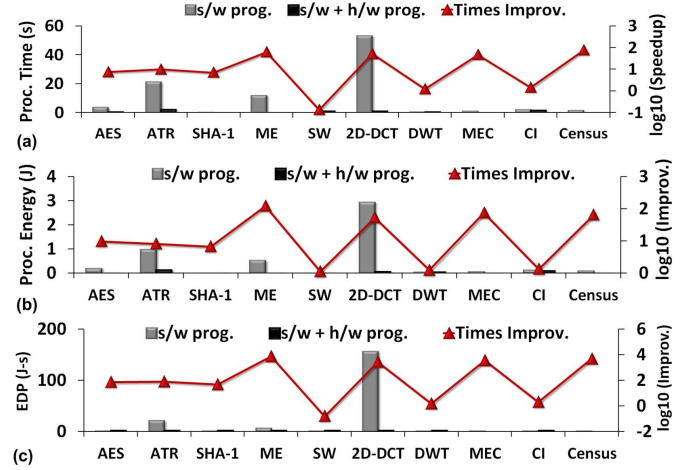 s/w prog. s/w + h/w prog. Times Improv.
Proc. Time (s)
60
40
20
0
3
2
1
0
-1
log10 (Speedup)
AES ATR SHA-1 ME SW 2D-DCT DWT MEC CI Census
(a)
s/w prog. s/w + h/w prog. Times Improv.
Proc. Energy (J)
4
3
2
1
0
3
2
1
0
log10 (Improv.)
AES ATR SHA-1 ME SW 2D-DCT DWT MEC CI Census
(b)
s/w prog. s/w + h/w prog. Times Improv.
EDP (J-s)
200
100
0
6
4
2
0
-2
log10 (Improv.)
AES ATR SHA-1 ME SW 2D-DCT DWT MEC CI Census
(c)